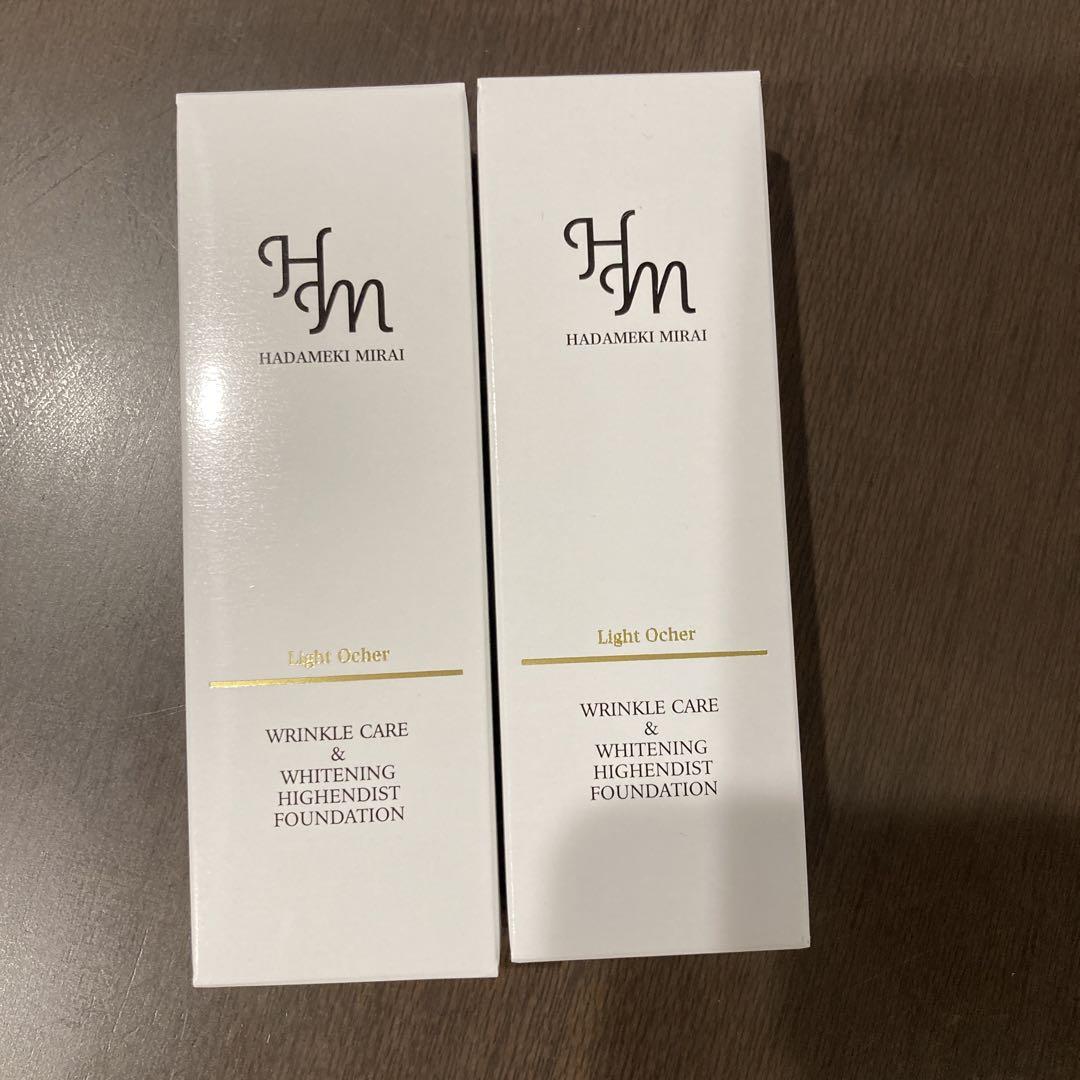 HM
HADAMEKI MIRAI
Light Ocher
WRINKLE CARE
&
WHITENING
HIGHENDIST
FOUNDATION
HM
HADAMEKI MIRAI
Light Ocher
WRINKLE CARE
&
WHITENING
HIGHENDIST
FOUNDATION